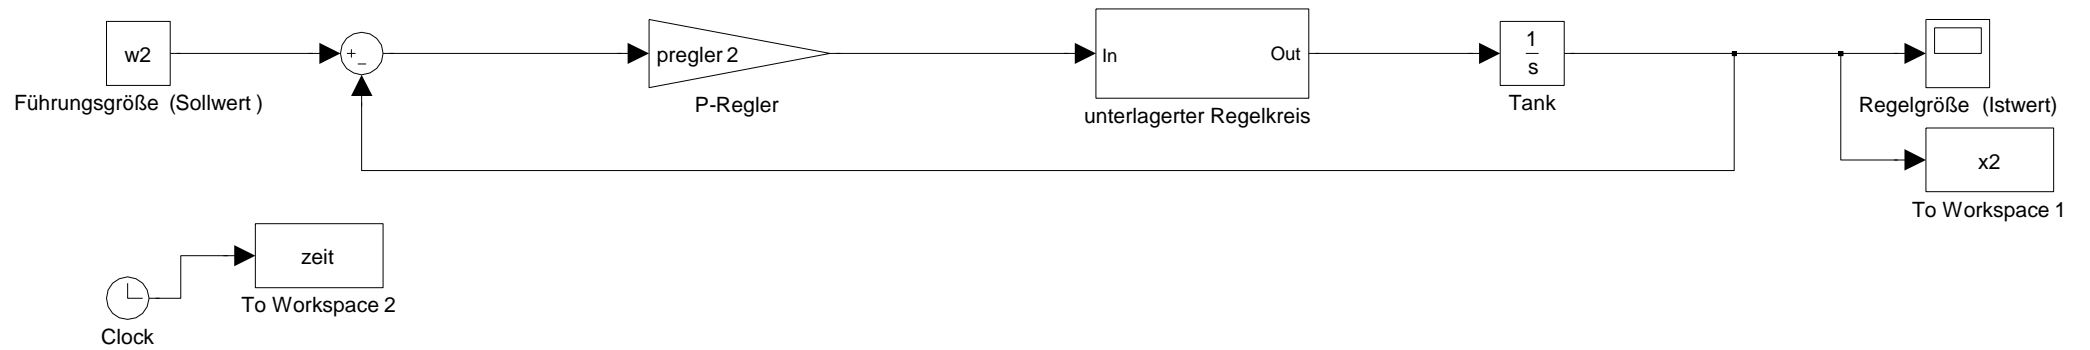 w2
Führungsgröße (Sollwert )
+
−
pregler 2
P-Regler
In
Out
unterlagerter Regelkreis
1
s
Tank
Regelgröße (Istwert)
x2
To Workspace 1
zeit
To Workspace 2
Clock